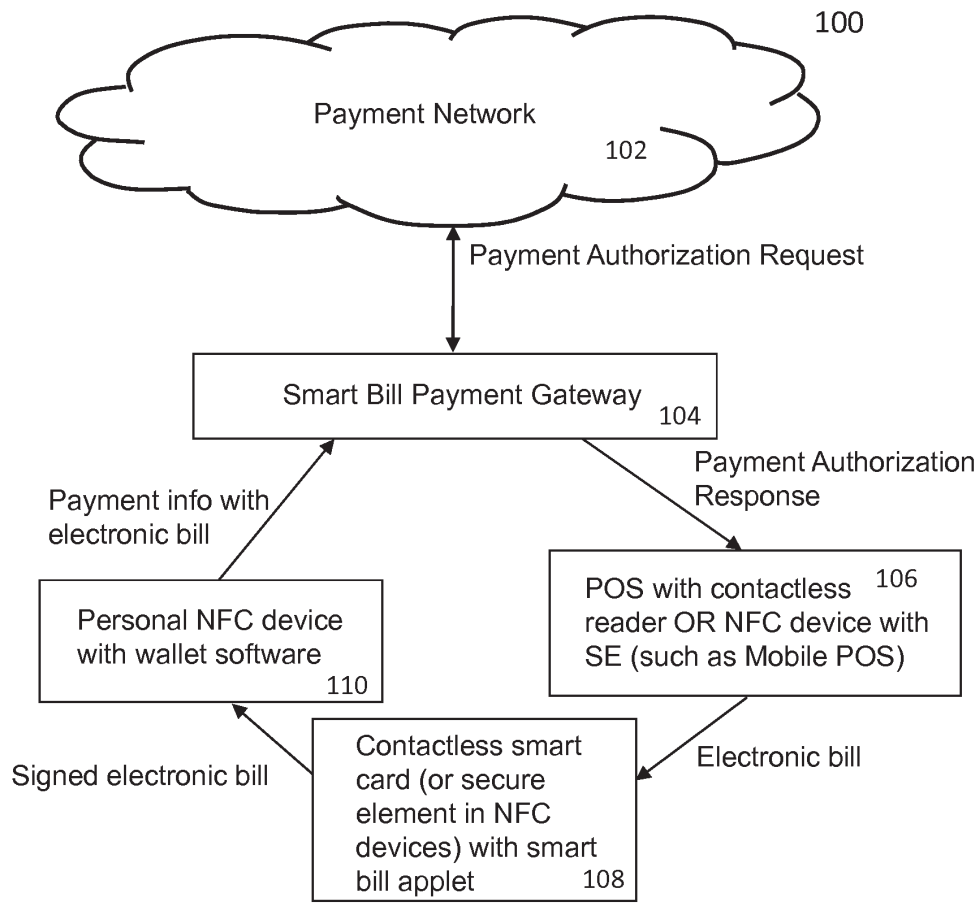 100
Payment Network
102
Payment Authorization Request
Smart Bill Payment Gateway
104
Payment Authorization
Response
Payment info with
electronic bill
POS with contactless
106
reader OR NFC device with
SE (such as Mobile POS)
Personal NFC device
with wallet software
110
Electronic bill
Signed electronic bill
Contactless smart
card (or secure
element in NFC
devices) with smart
bill applet
108